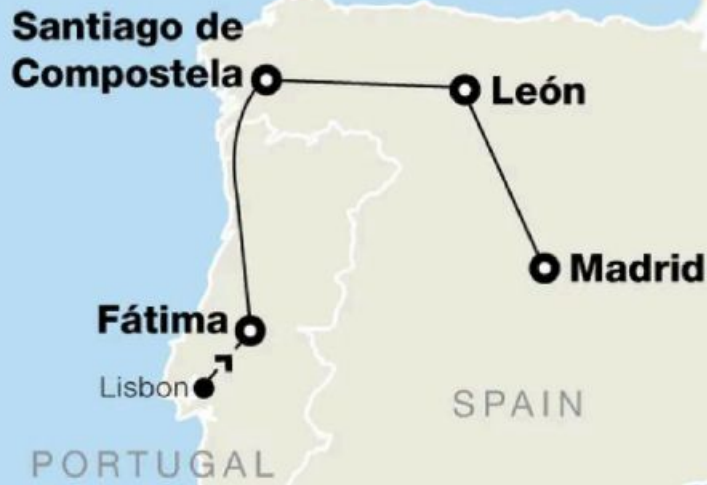 Santiago de
Compostela
León
Madrid
Fátima
Lisbon
SPAIN
PORTUGAL